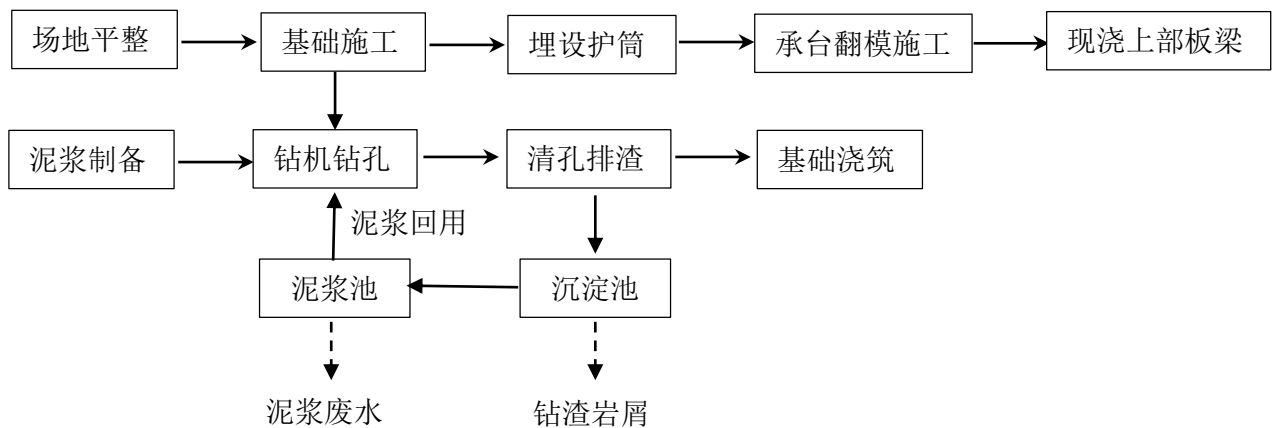 场地平整
基础施工
埋设护筒
承台翻模施工
现浇上部板梁
泥浆制备
钻机钻孔
清孔排渣
基础浇筑
泥浆回用
泥浆池
沉淀池
泥浆废水
钻渣岩屑